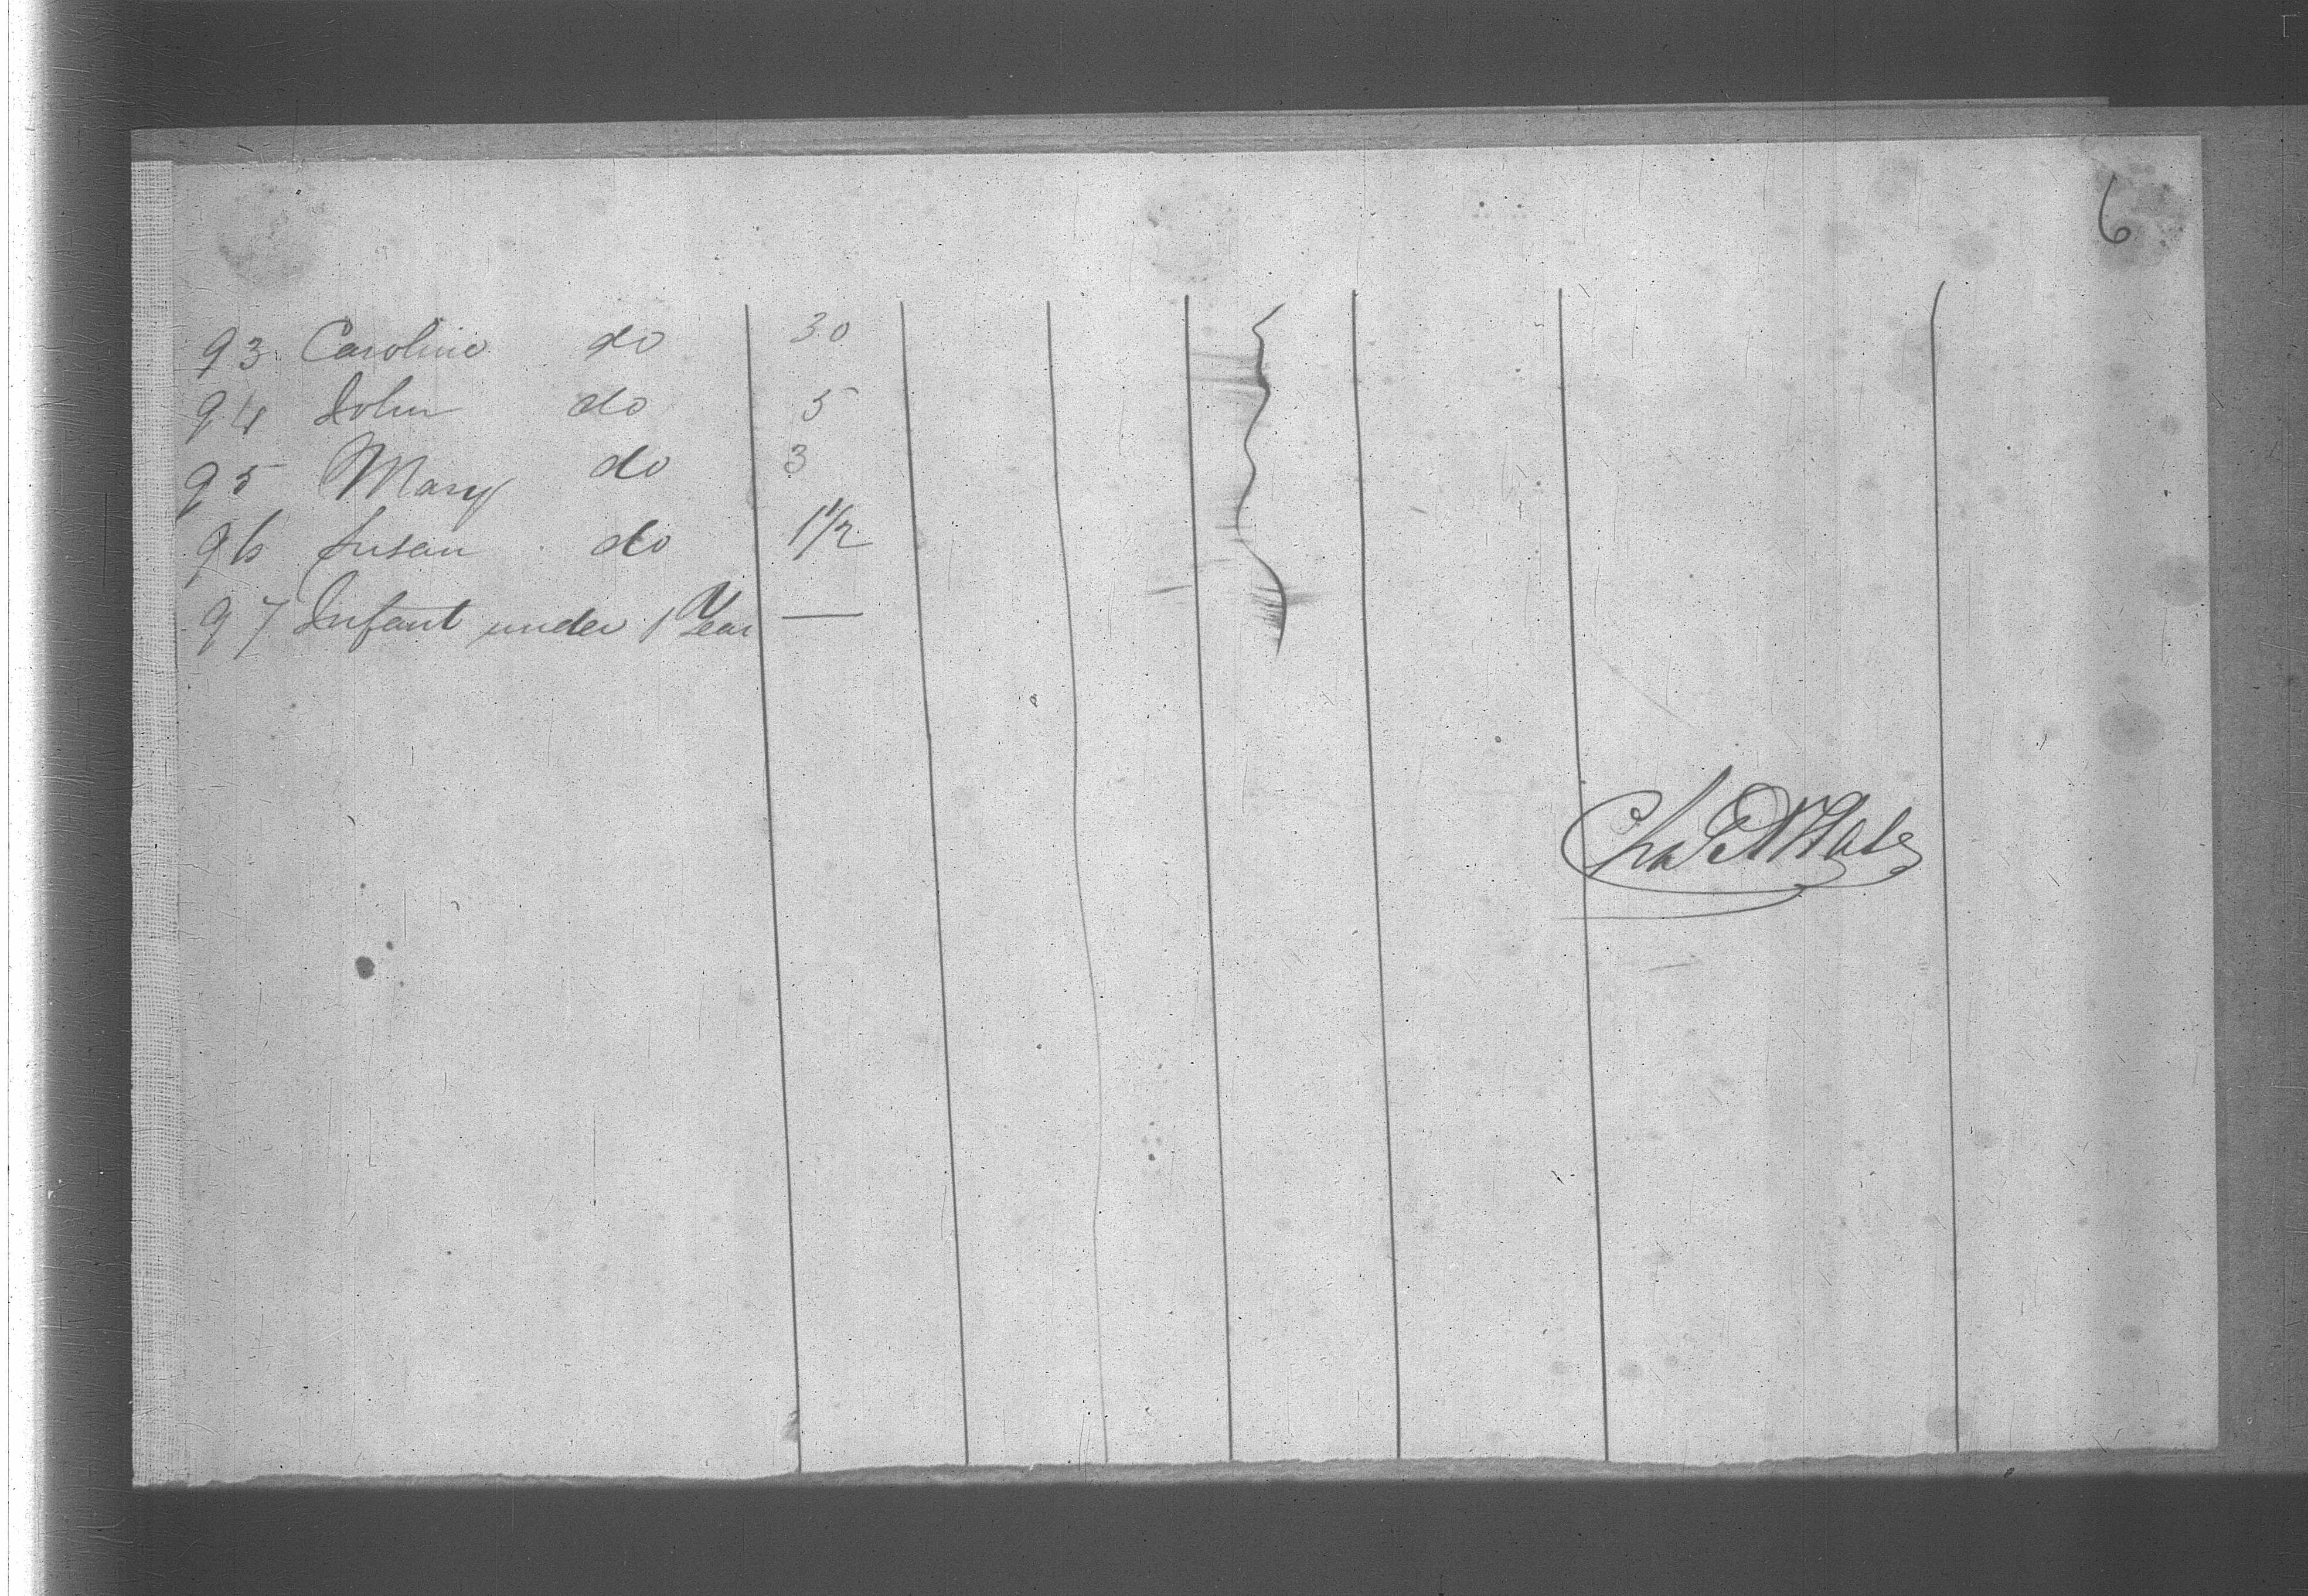 6
93 Caroline do 30
94 John do 5
95 Mary do 3
96 Susan do 1 1/2
97 Infant under 1 Year —
Chas